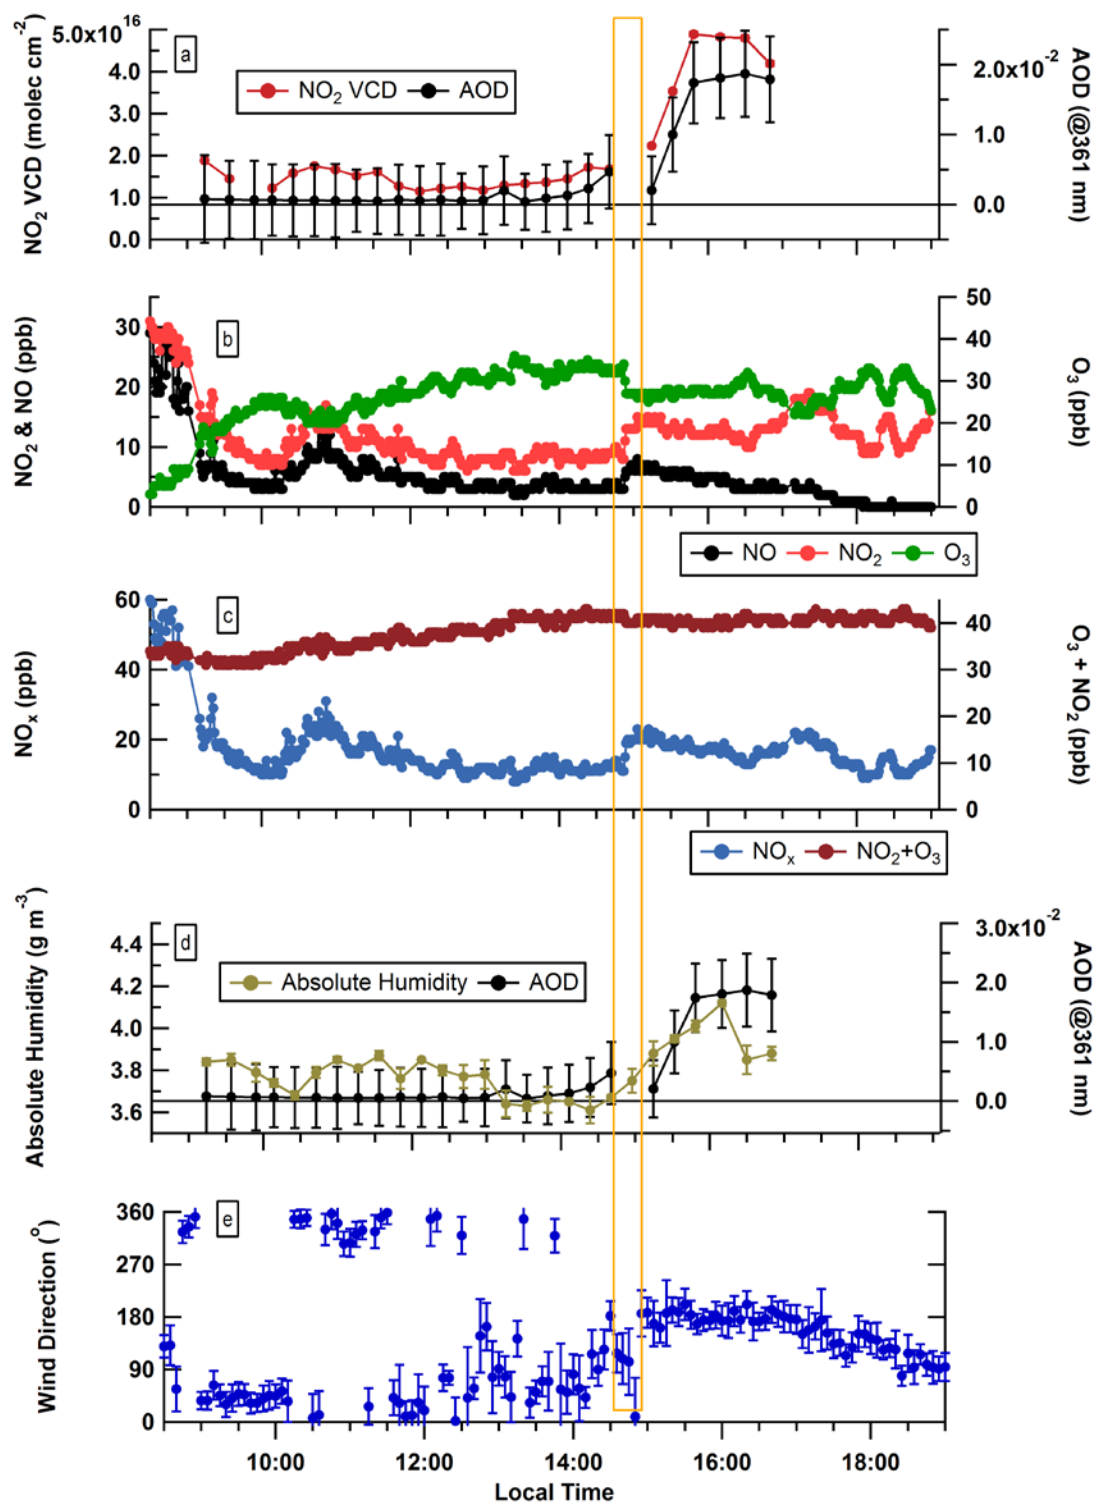 a
5.0x10^16
4.0
3.0
2.0
1.0
0.0
NO2 VCD (molec cm^-2)
NO2 VCD AOD
2.0x10^-2
1.0
0.0
AOD (@361 nm)
b
30
20
10
0
NO2 & NO (ppb)
50
40
30
20
10
0
O3 (ppb)
NO NO2 O3
c
60
40
20
0
NOx (ppb)
40
30
20
10
0
O3 + NO2 (ppb)
NOx NO2+O3
d
4.4
4.2
4.0
3.8
3.6
Absolute Humidity (g m^-3)
Absolute Humidity AOD
3.0x10^-2
2.0
1.0
0.0
AOD (@361 nm)
e
360
270
180
90
0
Wind Direction (°)
10:00 12:00 14:00 16:00 18:00
Local Time